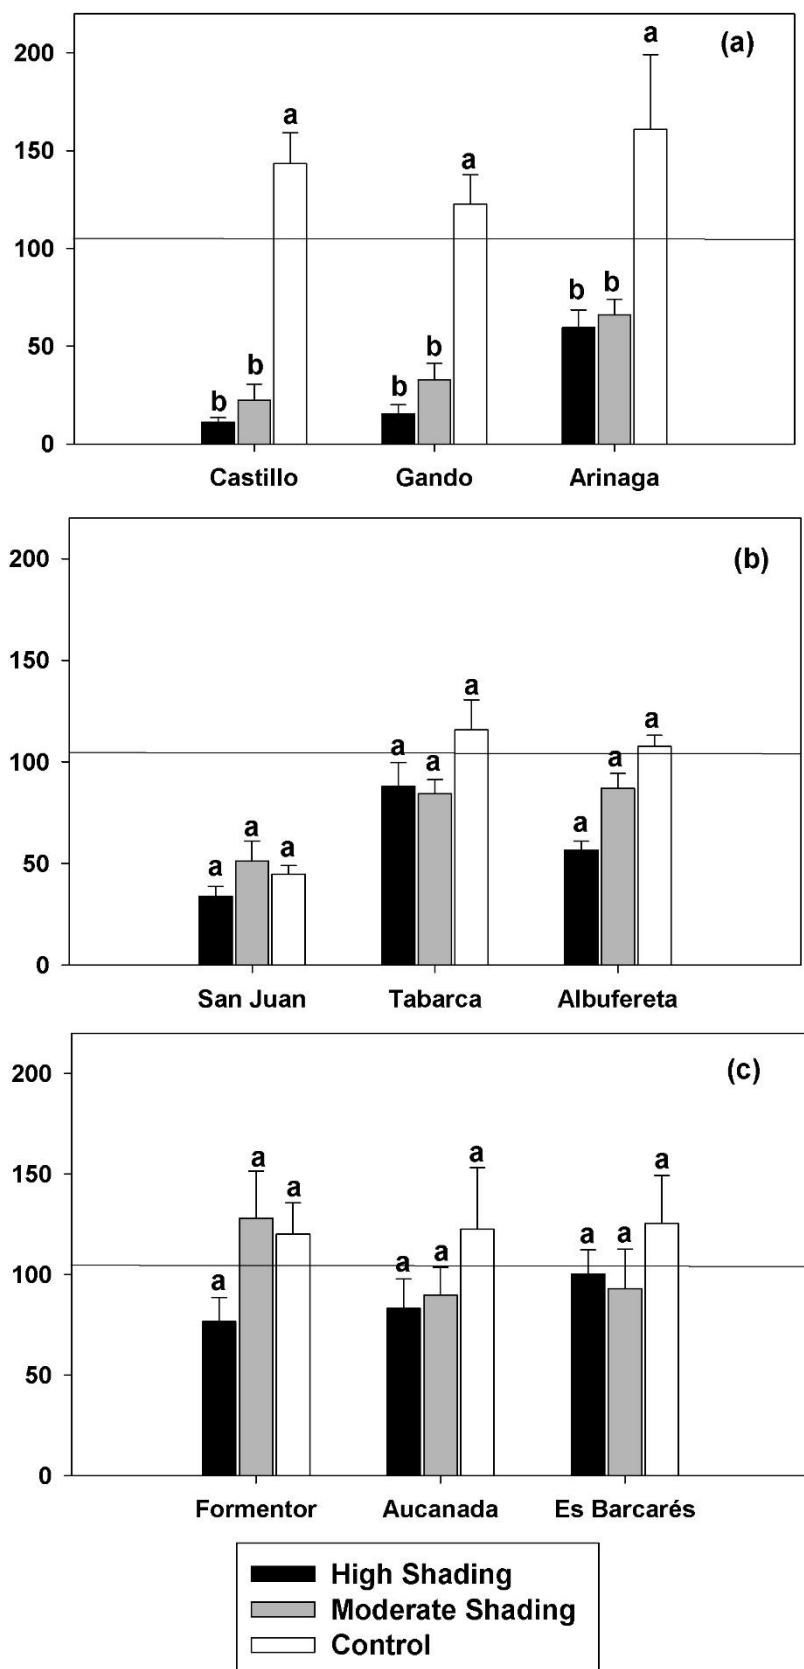 (a)
200
150
100
50
0
a
a
a
b
b
b
b
b
b
Castillo Gando Arinaga
(b)
200
150
100
50
0
a
a
a
a
a
a
a
a
a
San Juan Tabarca Albufereta
(c)
200
150
100
50
0
a
a
a
a
a
a
a
a
a
Formentor Aucanada Es Barcarés
High Shading
Moderate Shading
Control